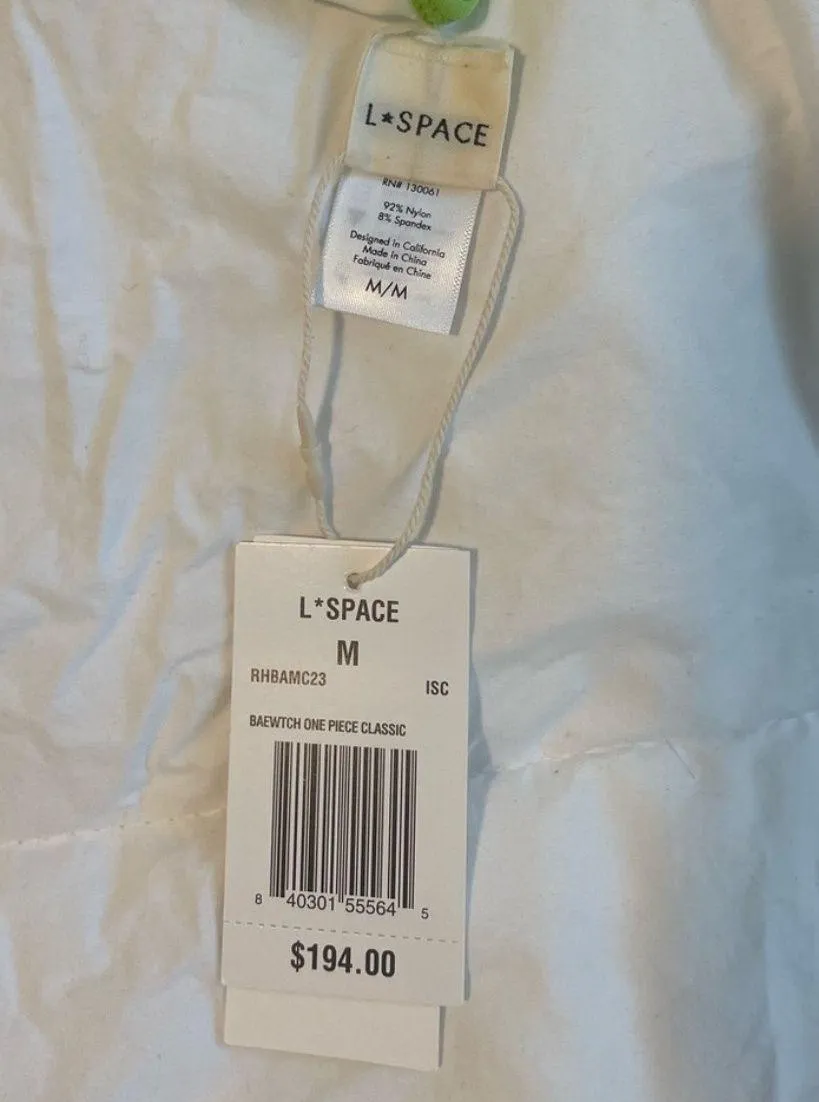 L*SPACE
RN# 130061
92% Nylon
8% Spandex
Designed in California
Made in China
Fabriqué en Chine
M/M
L*SPACE
M
RHBAMC23
ISC
BAEWTCH ONE PIECE CLASSIC
8 40301 55564 5
$194.00